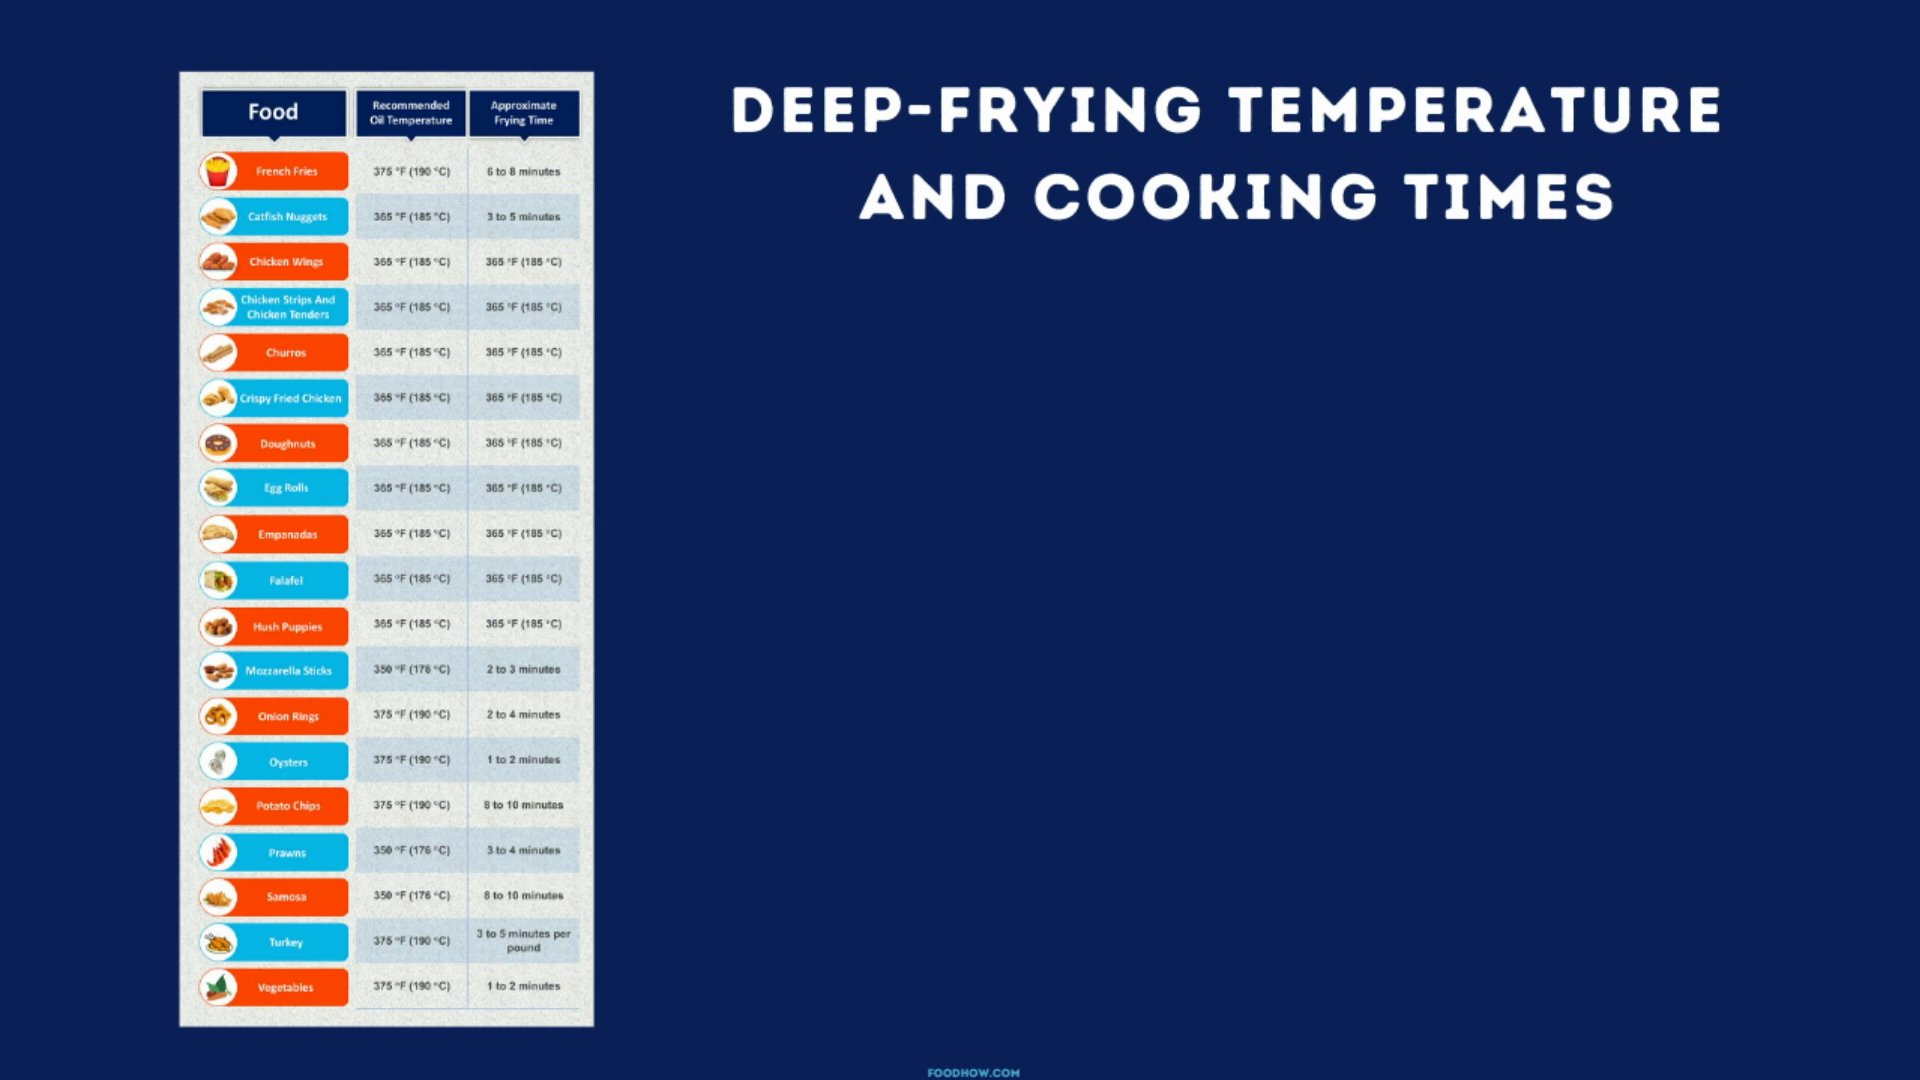 DEEP-FRYING TEMPERATURE
AND COOKING TIMES
Food
Recommended
Oil Temperature
Approximate
Frying Time
French Fries 375 °F (190 °C) 6 to 8 minutes
Catfish Nuggets 365 °F (185 °C) 3 to 5 minutes
Chicken Wings 365 °F (185 °C) 365 °F (185 °C)
Chicken Strips And
Chicken Tenders 365 °F (185 °C) 365 °F (185 °C)
Churros 365 °F (185 °C) 365 °F (185 °C)
Crispy Fried Chicken 365 °F (185 °C) 365 °F (185 °C)
Doughnuts 365 °F (185 °C) 365 °F (185 °C)
Egg Rolls 365 °F (185 °C) 365 °F (185 °C)
Empanadas 365 °F (185 °C) 365 °F (185 °C)
Falafel 365 °F (185 °C) 365 °F (185 °C)
Hush Puppies 365 °F (185 °C) 365 °F (185 °C)
Mozzarella Sticks 350 °F (176 °C) 2 to 3 minutes
Onion Rings 375 °F (190 °C) 2 to 4 minutes
Oysters 375 °F (190 °C) 1 to 2 minutes
Potato Chips 375 °F (190 °C) 8 to 10 minutes
Prawns 350 °F (176 °C) 3 to 4 minutes
Samosa 350 °F (176 °C) 8 to 10 minutes
Turkey 375 °F (190 °C) 3 to 5 minutes per
pound
Vegetables 375 °F (190 °C) 1 to 2 minutes
FOODHOW.COM